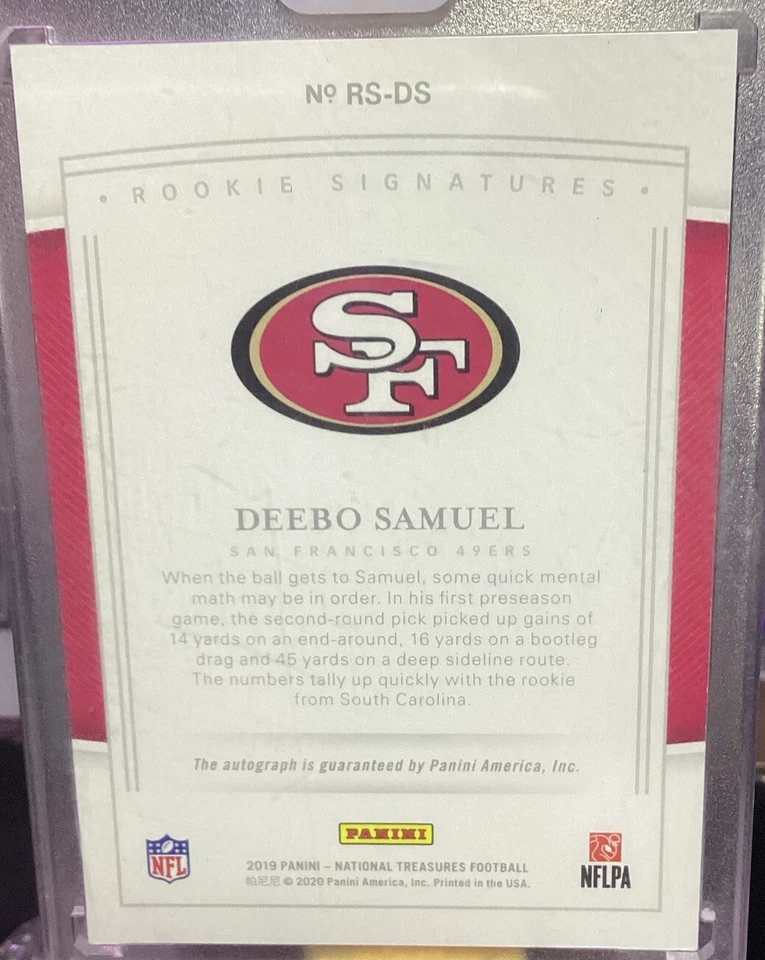 Nº RS-DS
• ROOKIE SIGNATURES •
SF
DEEBO SAMUEL
SAN FRANCISCO 49ERS
When the ball gets to Samuel, some quick mental
math may be in order. In his first preseason
game, the second-round pick picked up gains of
14 yards on an end-around, 16 yards on a bootleg
drag and 45 yards on a deep sideline route.
The numbers tally up quickly with the rookie
from South Carolina.
The autograph is guaranteed by Panini America, Inc.
PANINI
NFL
2019 PANINI – NATIONAL TREASURES FOOTBALL
帕尼尼 © 2020 Panini America, Inc. Printed in the USA.
NFLPA